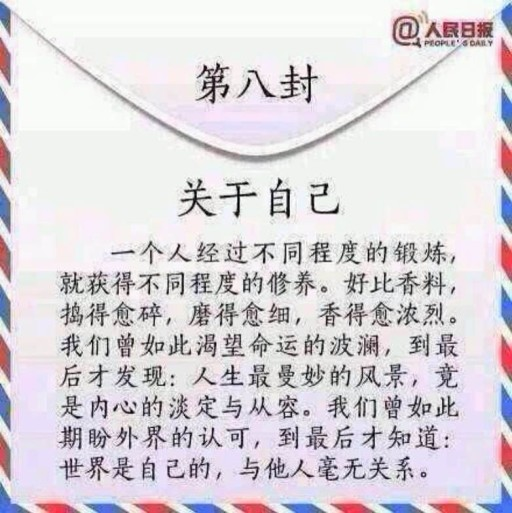 @人民日报
PEOPLE'S DAILY
第八封
关于自己
一个人经过不同程度的锻炼，
就获得不同程度的修养。好比香料，
捣得愈碎，磨得愈细，香得愈浓烈。
我们曾如此渴望命运的波澜，到最
后才发现：人生最曼妙的风景，竟
是内心的淡定与从容。我们曾如此
期盼外界的认可，到最后才知道：
世界是自己的，与他人毫无关系。